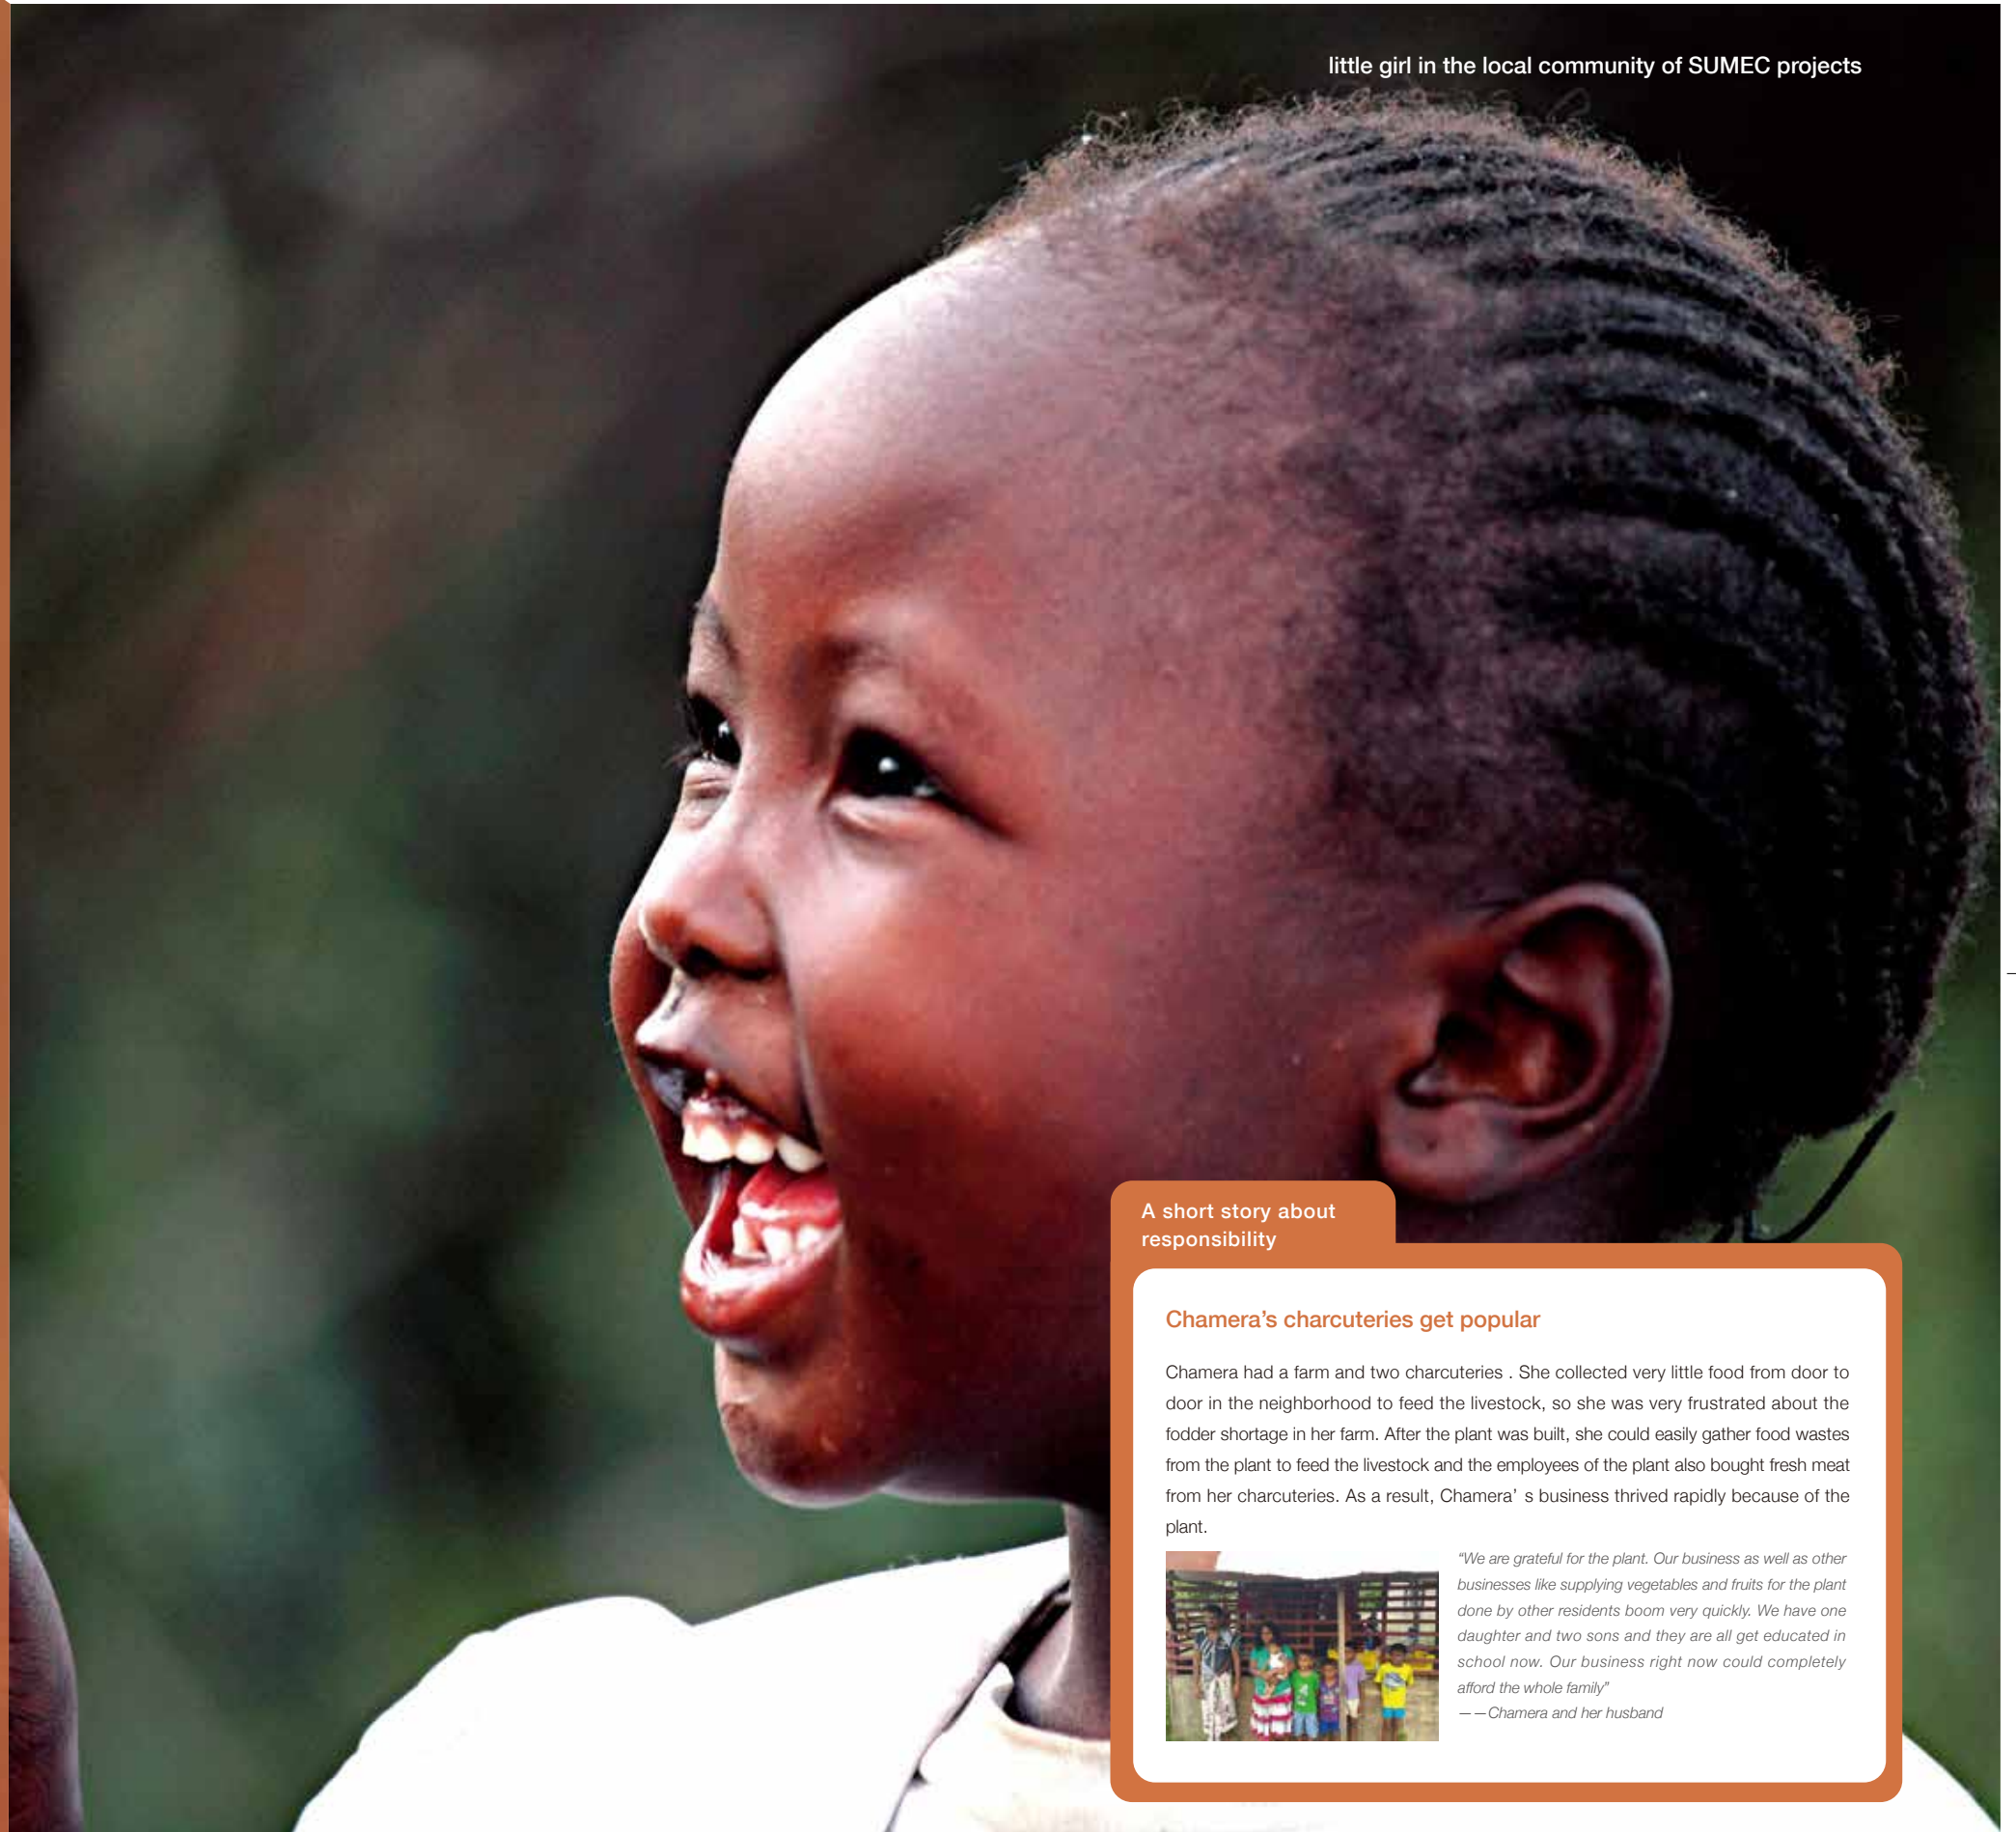 little girl in the local community of SUMEC projects
A short story about
responsibility
Chamera’s charcuteries get popular
Chamera had a farm and two charcuteries . She collected very little food from door to
door in the neighborhood to feed the livestock, so she was very frustrated about the
fodder shortage in her farm. After the plant was built, she could easily gather food wastes
from the plant to feed the livestock and the employees of the plant also bought fresh meat
from her charcuteries. As a result, Chamera’ s business thrived rapidly because of the
plant.
“We are grateful for the plant. Our business as well as other
businesses like supplying vegetables and fruits for the plant
done by other residents boom very quickly. We have one
daughter and two sons and they are all get educated in
school now. Our business right now could completely
afford the whole family”
——Chamera and her husband